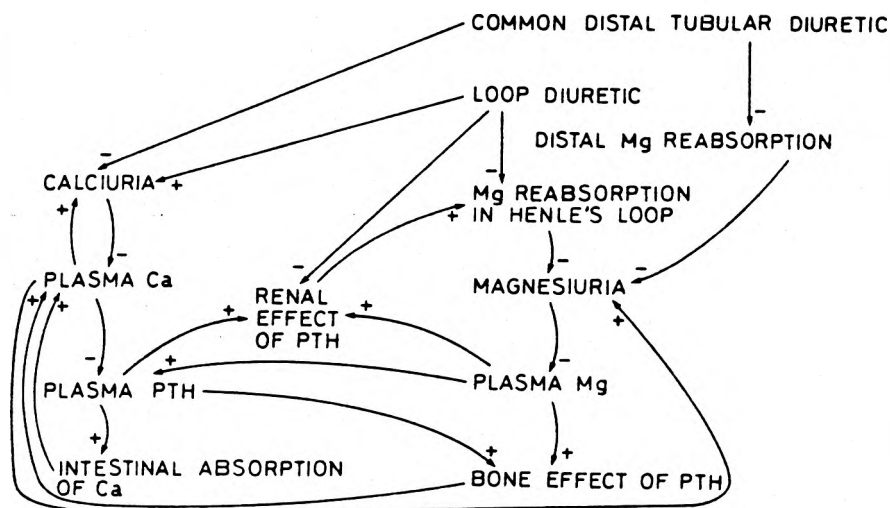 COMMON DISTAL TUBULAR DIURETIC
LOOP DIURETIC
-
DISTAL Mg REABSORPTION
-
CALCIURIA +
-
Mg REABSORPTION
+ IN HENLE'S LOOP
+
-
-
-
PLASMA Ca
+ +
-
RENAL
EFFECT
OF PTH
+ +
MAGNESIURIA
+
-
+
-
PLASMA PTH
PLASMA Mg
+
+
+
INTESTINAL ABSORPTION
OF Ca
BONE EFFECT OF PTH